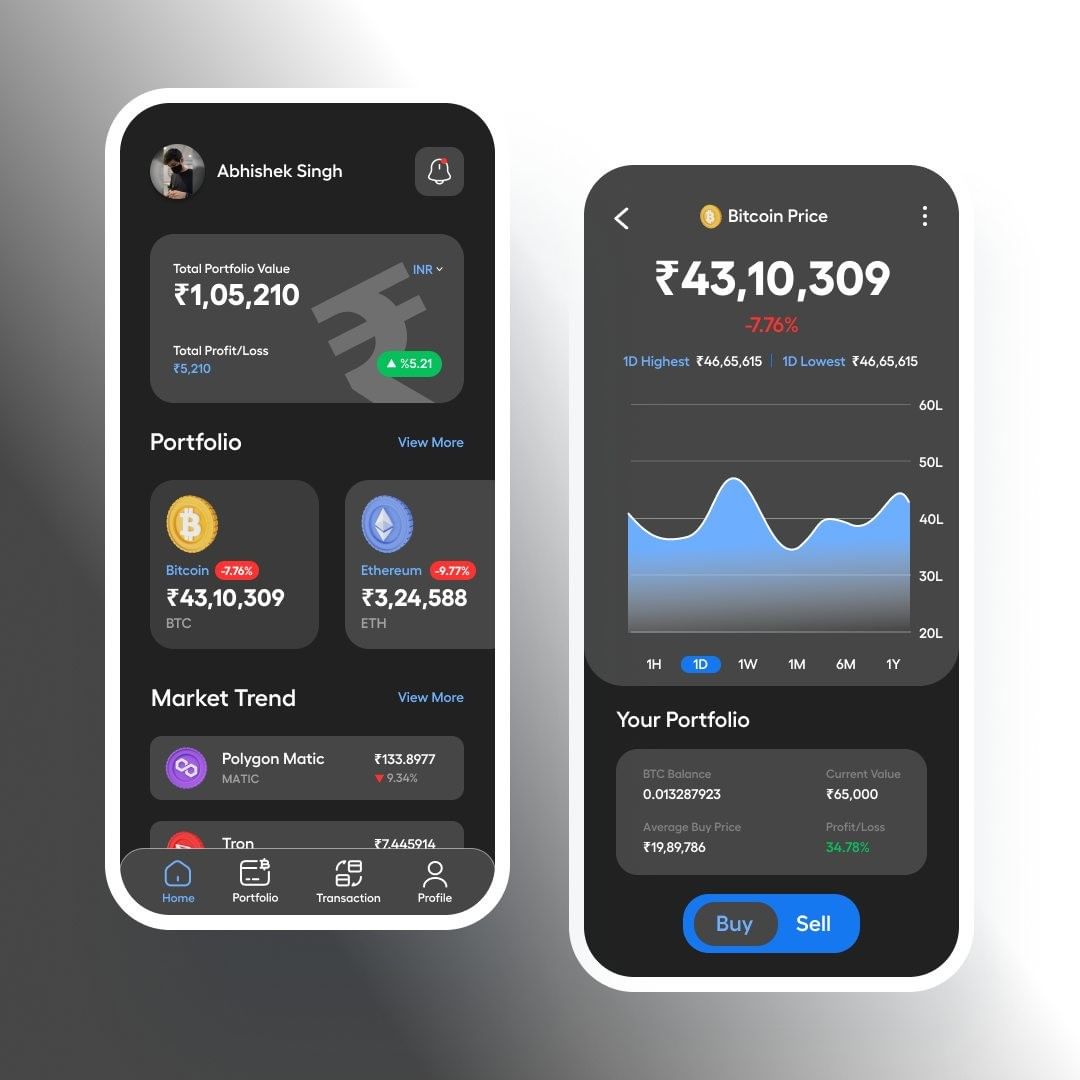 Abhishek Singh
Total Portfolio Value
INR
₹1,05,210
Total Profit/Loss
₹5,210
▲ %5.21
Portfolio
View More
Bitcoin -7.76%
₹43,10,309
BTC
Ethereum -9.77%
₹3,24,588
ETH
Market Trend
View More
Polygon Matic ₹133.8977
MATIC ▼ 9.34%
Tron ₹7.445914
Home Portfolio Transaction Profile
Bitcoin Price
₹43,10,309
-7.76%
1D Highest ₹46,65,615 | 1D Lowest ₹46,65,615
60L
50L
40L
30L
20L
1H 1D 1W 1M 6M 1Y
Your Portfolio
BTC Balance Current Value
0.013287923 ₹65,000
Average Buy Price Profit/Loss
₹19,89,786 34.78%
Buy Sell